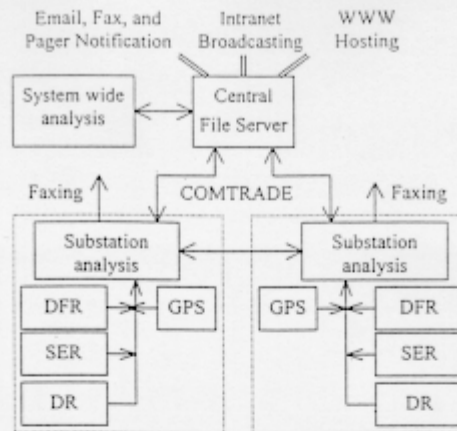 Email, Fax, and
Pager Notification
Intranet
Broadcasting
WWW
Hosting
System wide
analysis
Central
File Server
Faxing
COMTRADE
Faxing
Substation
analysis
Substation
analysis
DFR
GPS
GPS
DFR
SER
SER
DR
DR